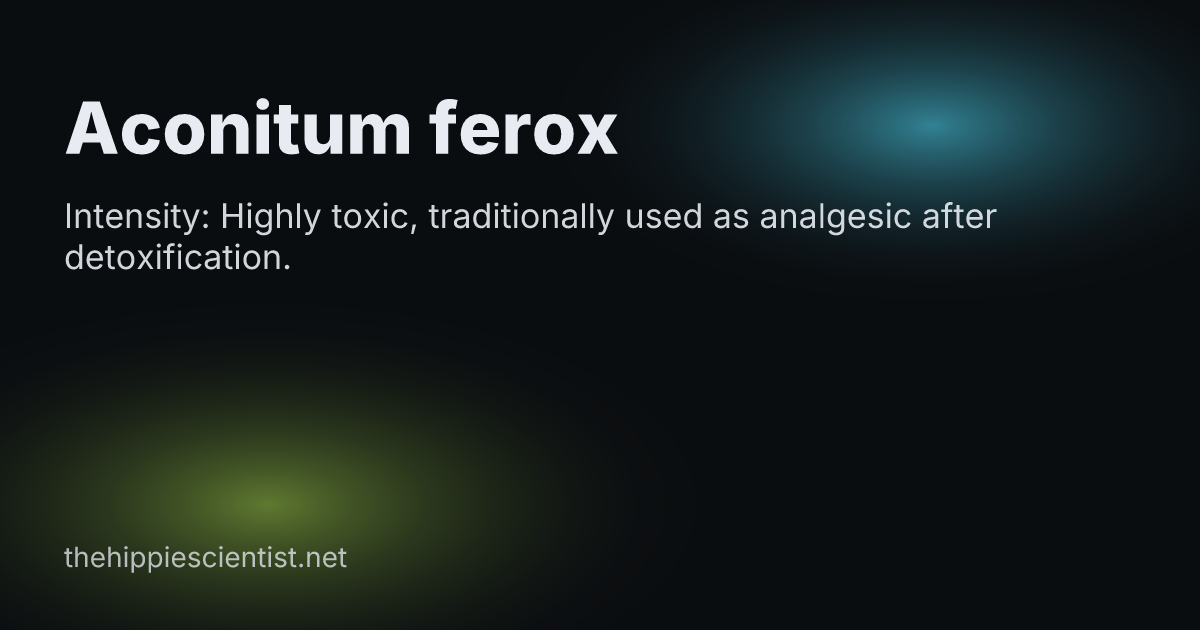 Aconitum ferox
Intensity: Highly toxic, traditionally used as analgesic after
detoxification.
thehippiescientist.net